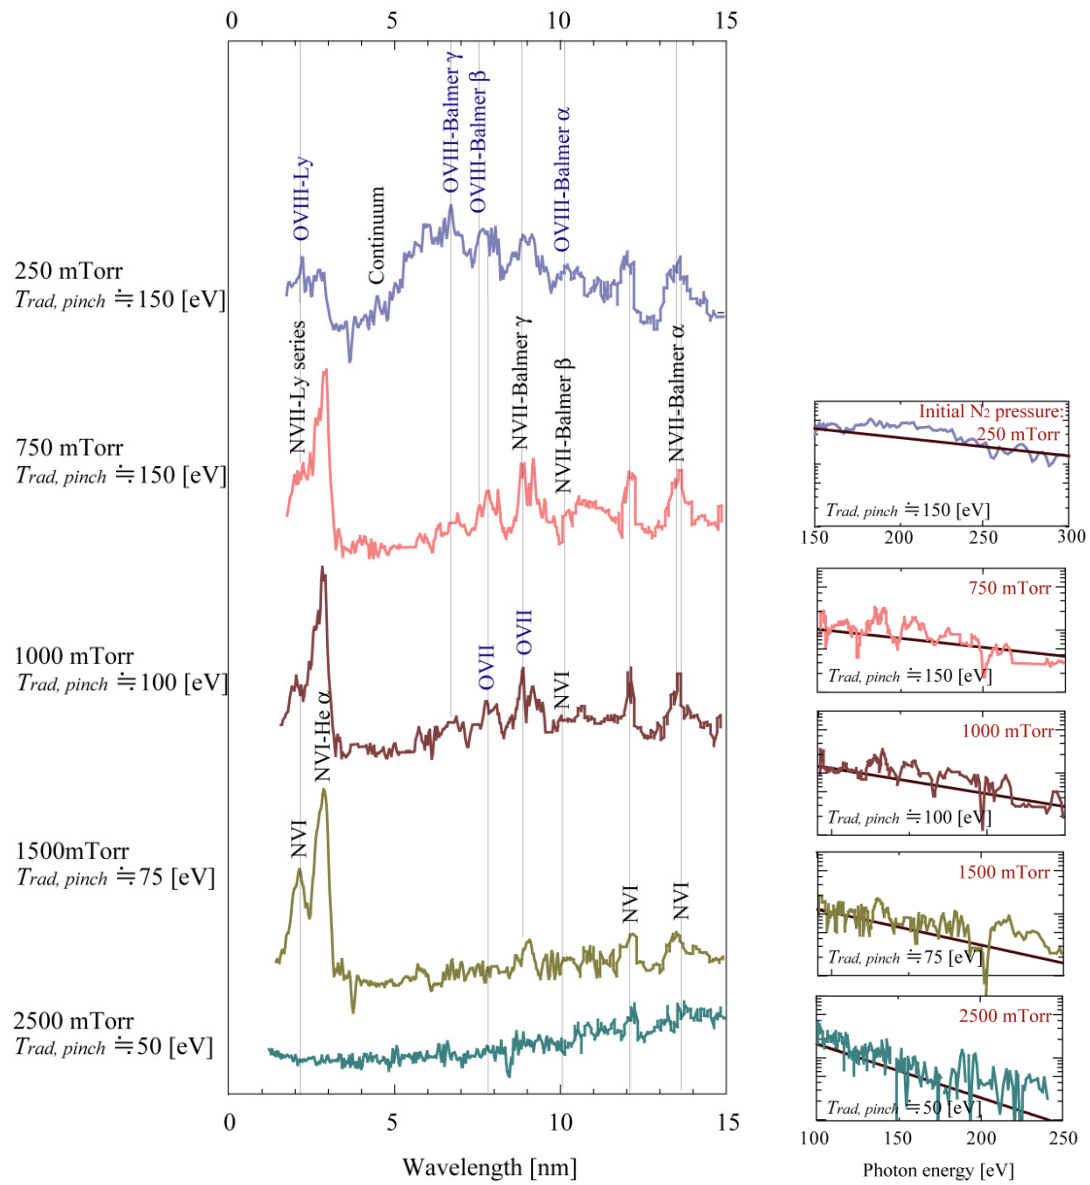 0 5 10 15
OVIII-Ly
Continuum
OVIII-Balmer γ
OVIII-Balmer β
OVIII-Balmer α
250 mTorr
Trad, pinch ≒150 [eV]
NVII-Ly series
NVII-Balmer γ
NVII-Balmer β
NVII-Balmer α
750 mTorr
Trad, pinch ≒150 [eV]
1000 mTorr
Trad, pinch ≒100 [eV]
NVI-He α
OVII
OVII
NVI
1500mTorr
Trad, pinch ≒75 [eV]
NVI
NVI
NVI
2500 mTorr
Trad, pinch ≒50 [eV]
0 5 10 15
Wavelength [nm]
Initial N2 pressure:
250 mTorr
Trad, pinch ≒150 [eV]
150 200 250 300
750 mTorr
Trad, pinch ≒150 [eV]
1000 mTorr
Trad, pinch ≒100 [eV]
1500 mTorr
Trad, pinch ≒75 [eV]
2500 mTorr
Trad, pinch ≒50 [eV]
100 150 200 250
Photon energy [eV]